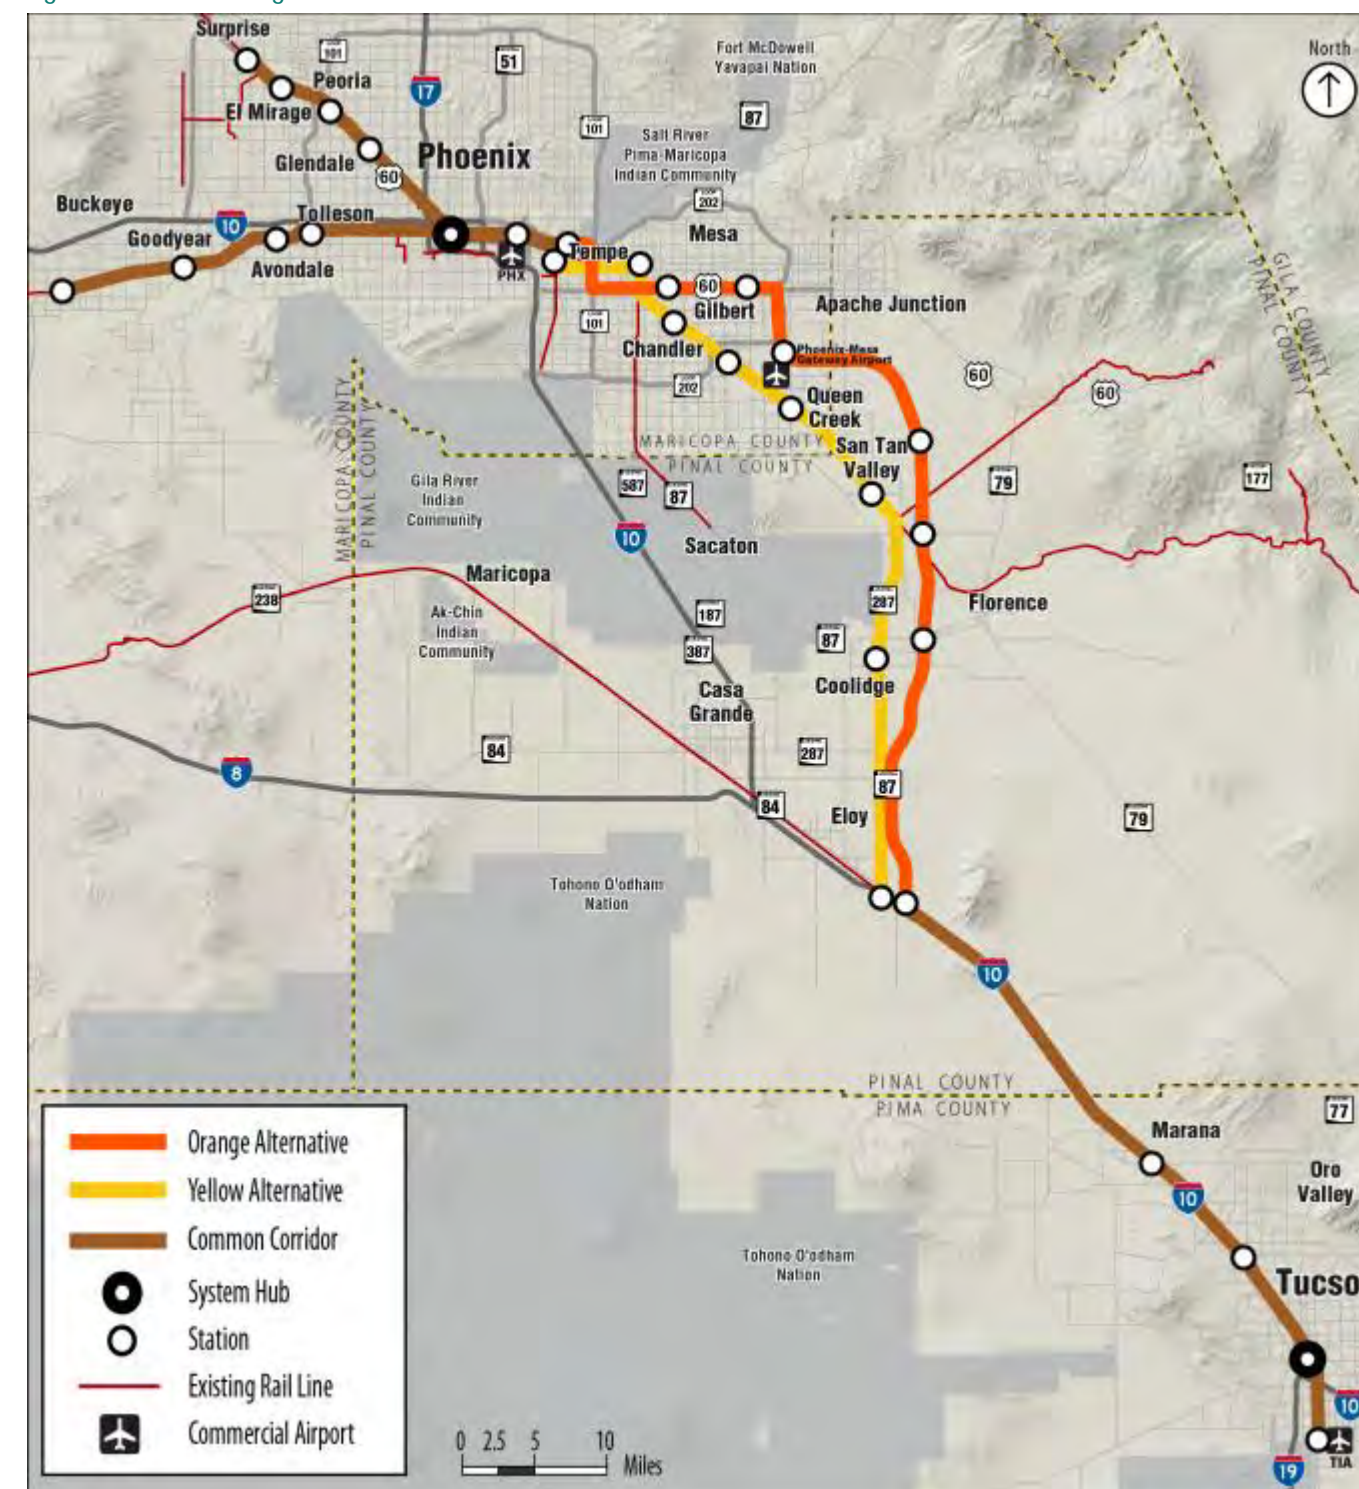 Surprise
LOOP
101
51
17
Fort McDowell
Yavapai Nation
North
Peoria
El Mirage
87
101
Salt River
Pima-Maricopa
Indian Community
Glendale
60
Phoenix
LOOP
202
Buckeye
10
Tolleson
Goodyear
Avondale
Mesa
Tempe
PHX
60
Gilbert
Apache Junction
GILA COUNTY
PINAL COUNTY
LOOP
101
Chandler
Phoenix-Mesa
Gateway Airport
LOOP
202
60
60
Queen
Creek
MARICOPA COUNTY
PINAL COUNTY
MARICOPA COUNTY
PINAL COUNTY
San Tan
Valley
Gila River
Indian
Community
587
87
79
177
10
Sacaton
Maricopa
238
Ak-Chin
Indian
Community
187
387
87
287
Florence
Coolidge
Casa
Grande
84
287
8
84
87
Eloy
79
Tohono O'odham
Nation
10
PINAL COUNTY
PIMA COUNTY
77
Marana
Oro
Valley
10
Tohono O'odham
Nation
Tucso
10
TIA
19
Orange Alternative
Yellow Alternative
Common Corridor
System Hub
Station
Existing Rail Line
Commercial Airport
0 2.5 5 10
Miles